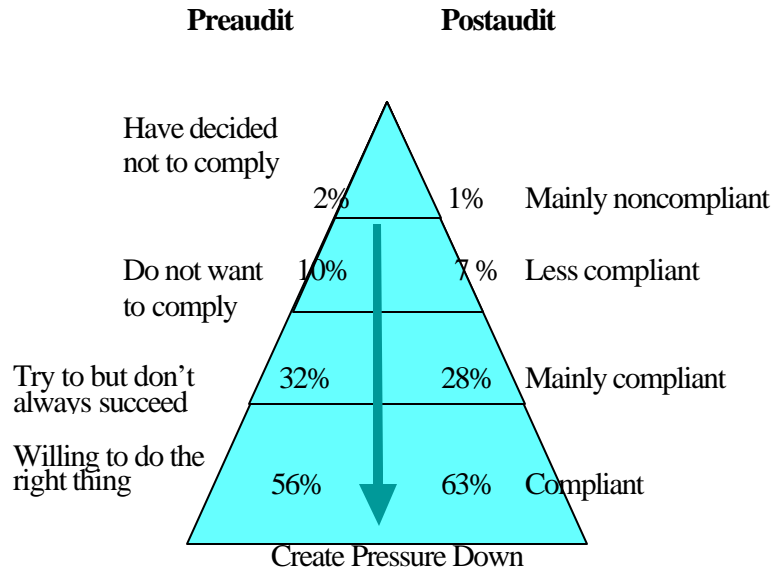 Preaudit Postaudit
Have decided
not to comply
2% 1% Mainly noncompliant
Do not want
to comply
10% 7 % Less compliant
Try to but don't
always succeed
32% 28% Mainly compliant
Willing to do the
right thing
56% 63% Compliant
Create Pressure Down